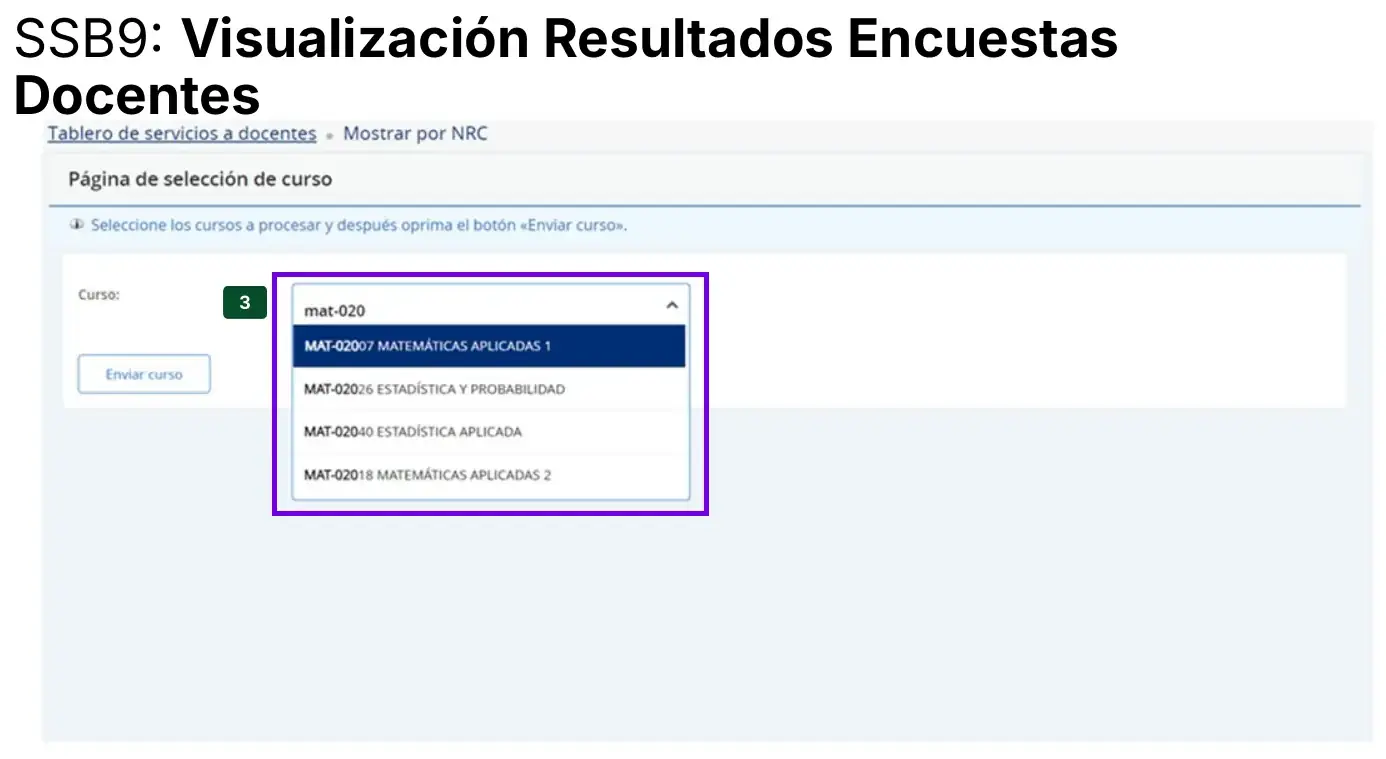 SSB9: Visualización Resultados Encuestas
Docentes
Tablero de servicios a docentes • Mostrar por NRC
Página de selección de curso
Seleccione los cursos a procesar y después oprima el botón «Enviar curso».
Curso:
3
mat-020
MAT-02007 MATEMÁTICAS APLICADAS 1
MAT-02026 ESTADÍSTICA Y PROBABILIDAD
MAT-02040 ESTADÍSTICA APLICADA
MAT-02018 MATEMÁTICAS APLICADAS 2
Enviar curso